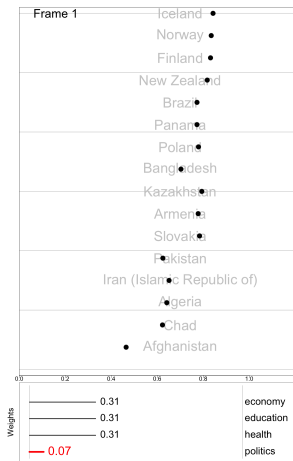 Frame 1
Iceland
Norway
Finland
New Zealand
Brazil
Panama
Poland
Bangladesh
Kazakhstan
Armenia
Slovakia
Pakistan
Iran (Islamic Republic of)
Algeria
Chad
Afghanistan
0.0 0.2 0.4 0.6 0.8 1.0
Weights
0.31 economy
0.31 education
0.31 health
0.07 politics